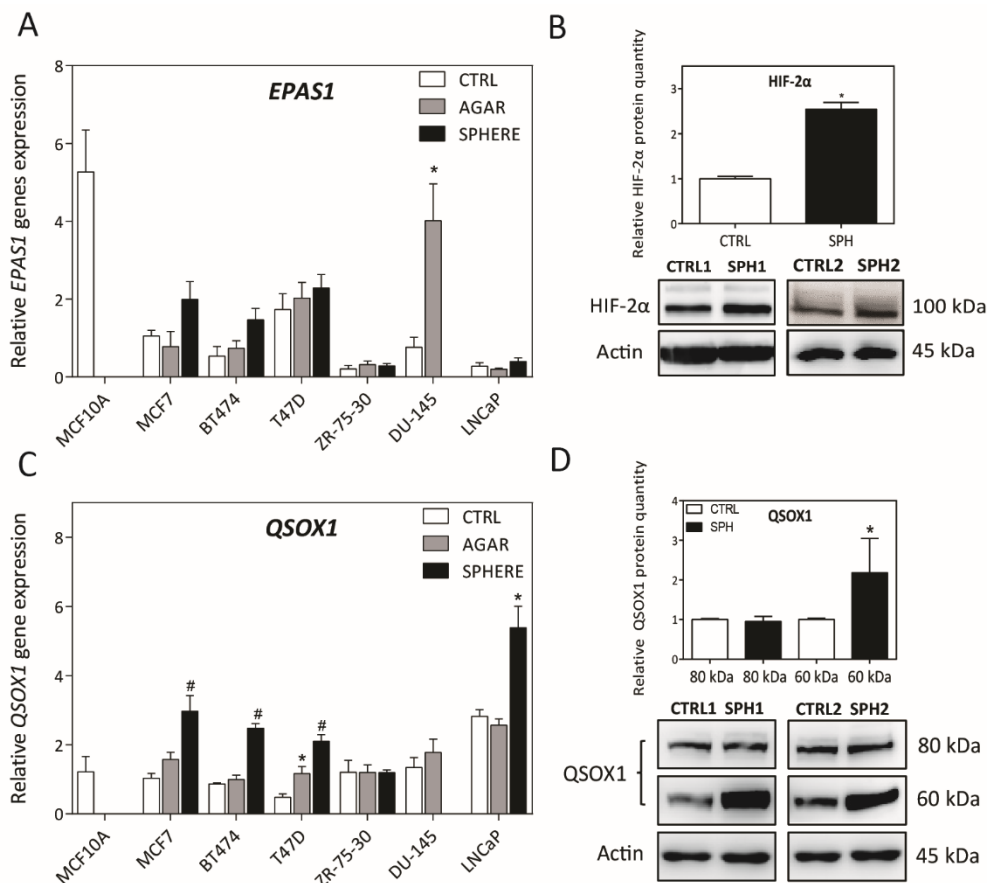 A
Relative EPAS1 genes expression
8
6
4
2
0
EPAS1
CTRL
AGAR
SPHERE
*
MCF10A
MCF7
BT474
T47D
ZR-75-30
DU-145
LNCaP
B
Relative HIF-2α protein quantity
3
2
1
0
HIF-2α
*
CTRL
SPH
CTRL1 SPH1
CTRL2 SPH2
HIF-2α
100 kDa
Actin
45 kDa
C
Relative QSOX1 gene expression
8
6
4
2
0
QSOX1
CTRL
AGAR
SPHERE
#
#
*
#
*
MCF10A
MCF7
BT474
T47D
ZR-75-30
DU-145
LNCaP
D
Relative QSOX1 protein quantity
4
3
2
1
0
CTRL
SPH
QSOX1
*
80 kDa
80 kDa
60 kDa
60 kDa
CTRL1 SPH1
CTRL2 SPH2
QSOX1
80 kDa
60 kDa
Actin
45 kDa